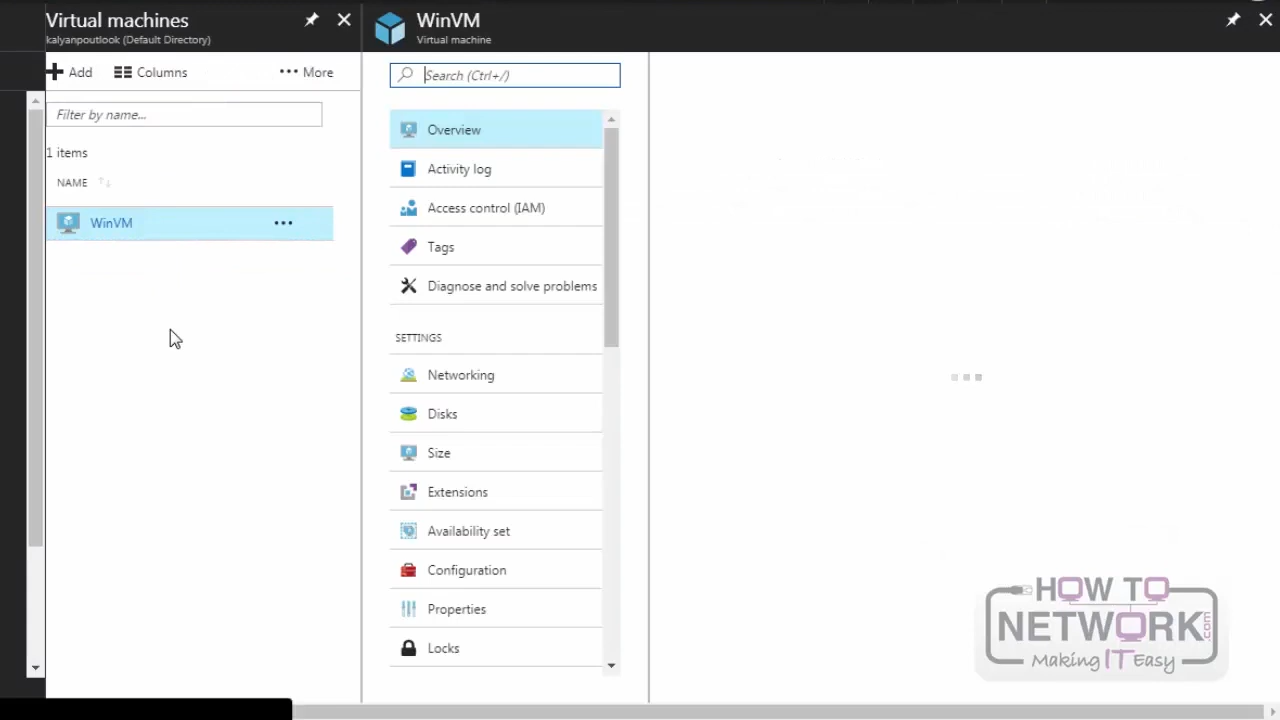 Virtual machines
kalyanpoutlook (Default Directory)
Add
Columns
More
Filter by name...
1 items
NAME
WinVM
WinVM
Virtual machine
Search (Ctrl+/)
Overview
Activity log
Access control (IAM)
Tags
Diagnose and solve problems
SETTINGS
Networking
Disks
Size
Extensions
Availability set
Configuration
Properties
Locks
HOW TO
NETWORK.com
Making IT Easy